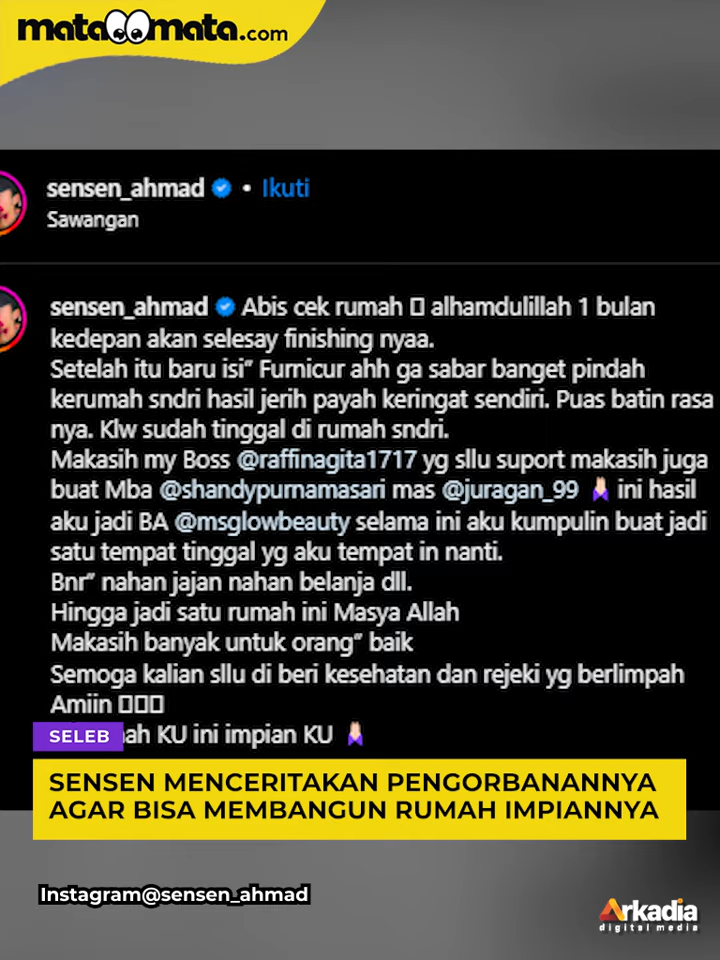 mata mata.com
sensen_ahmad • Ikuti
Sawangan
sensen_ahmad Abis cek rumah alhamdulillah 1 bulan
kedepan akan selesay finishing nyaa.
Setelah itu baru isi” Furnicur ahh ga sabar banget pindah
kerumah sndri hasil jerih payah keringat sendiri. Puas batin rasa
nya. Klw sudah tinggal di rumah sndri.
Makasih my Boss @raffinagita1717 yg sllu suport makasih juga
buat Mba @shandypurnamasari mas @juragan_99 🙏 ini hasil
aku jadi BA @msglowbeauty selama ini aku kumpulin buat jadi
satu tempat tinggal yg aku tempat in nanti.
Bnr” nahan jajan nahan belanja dll.
Hingga jadi satu rumah ini Masya Allah
Makasih banyak untuk orang” baik
Semoga kalian sllu di beri kesehatan dan rejeki yg berlimpah
Amiin
ah KU ini impian KU 🙏
SELEB
SENSEN MENCERITAKAN PENGORBANANNYA
AGAR BISA MEMBANGUN RUMAH IMPIANNYA
Instagram@sensen_ahmad
Arkadia
digital media